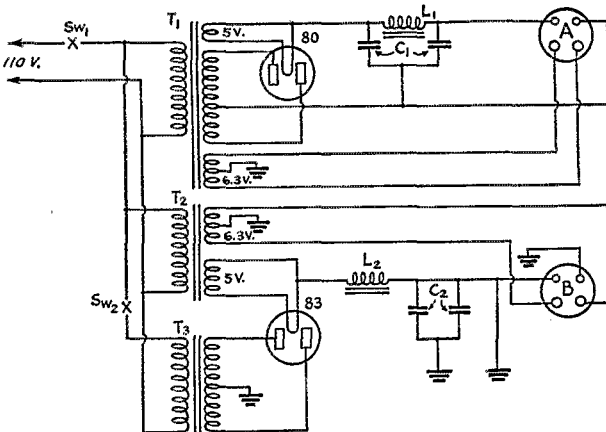 Sw₁
110 V.
T₁
5V.
80
L₁
C₁
A
6.3V.
T₂
6.3V.
5V.
83
L₂
C₂
B
Sw₂
T₃